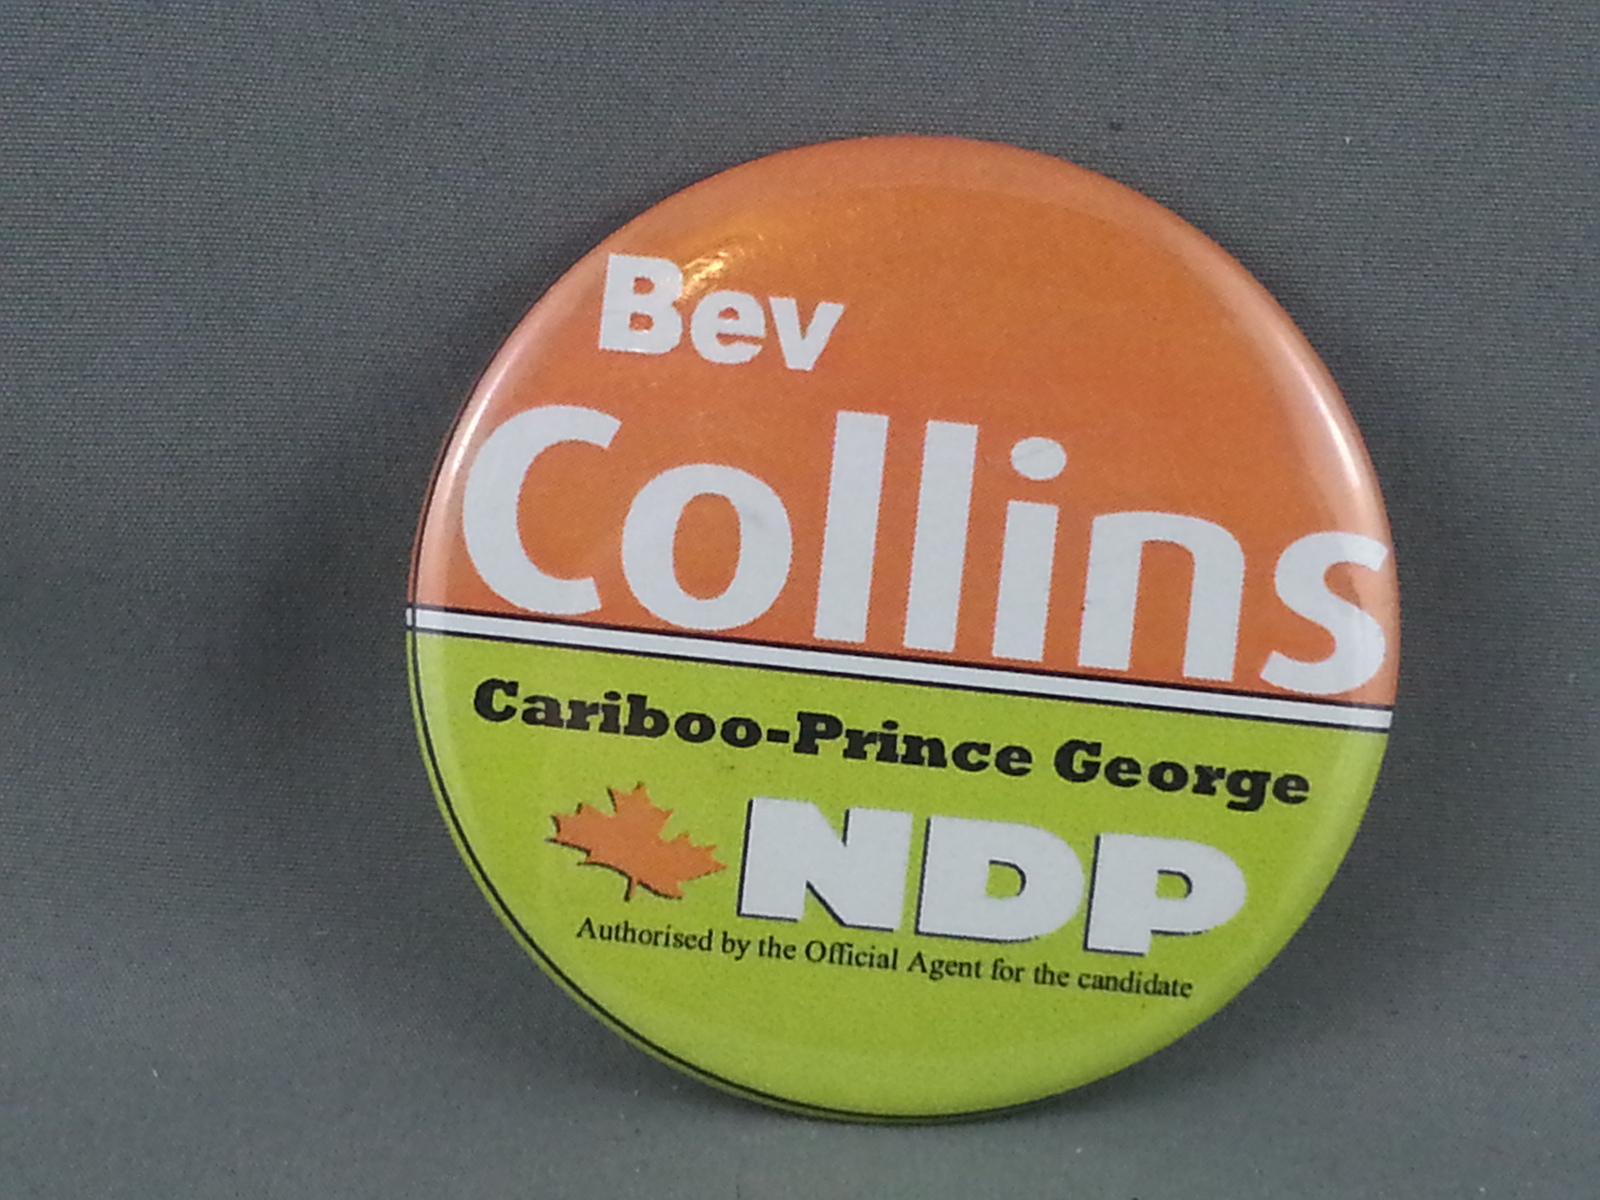 Bev
Collins
Cariboo-Prince George
NDP
Authorised by the Official Agent for the candidate